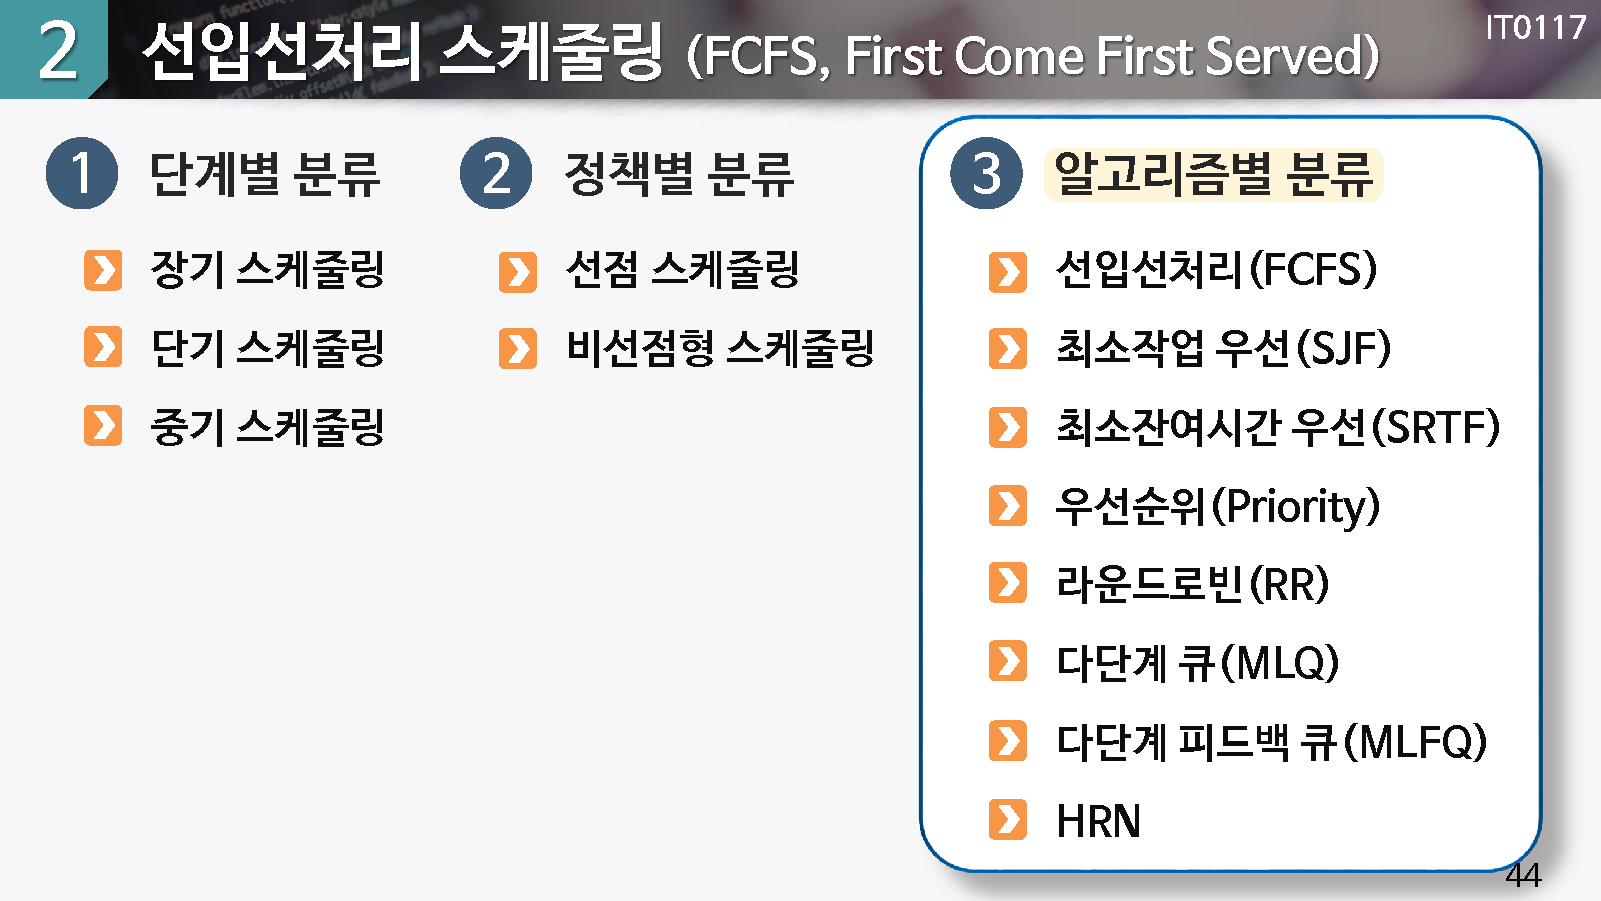 2 선입선처리 스케줄링 (FCFS, First Come First Served)
IT0117
1 단계별 분류
장기 스케줄링
단기 스케줄링
중기 스케줄링
2 정책별 분류
선점 스케줄링
비선점형 스케줄링
3 알고리즘별 분류
선입선처리(FCFS)
최소작업 우선(SJF)
최소잔여시간 우선(SRTF)
우선순위(Priority)
라운드로빈(RR)
다단계 큐(MLQ)
다단계 피드백 큐(MLFQ)
HRN
44